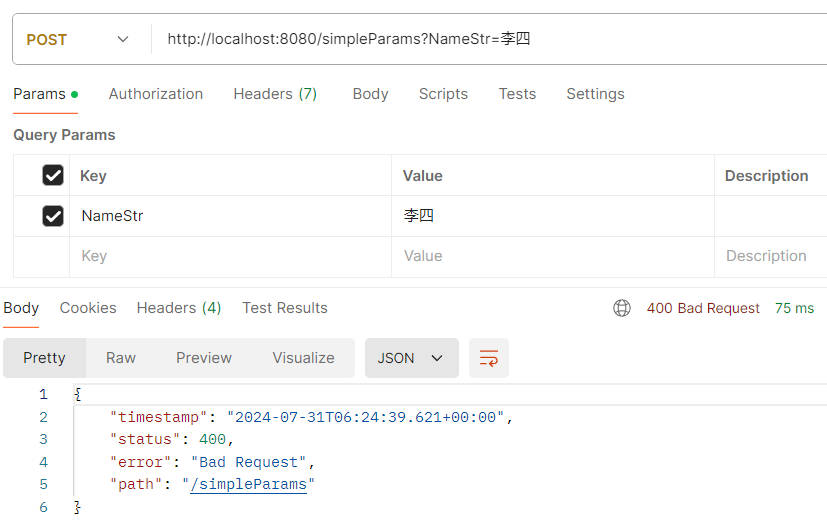 POST http://localhost:8080/simpleParams?NameStr=李四
Params Authorization Headers (7) Body Scripts Tests Settings
Query Params
Key Value Description
NameStr 李四
Key Value Description
Body Cookies Headers (4) Test Results 400 Bad Request 75 ms
Pretty Raw Preview Visualize JSON
1 {
2 "timestamp": "2024-07-31T06:24:39.621+00:00",
3 "status": 400,
4 "error": "Bad Request",
5 "path": "/simpleParams"
6 }